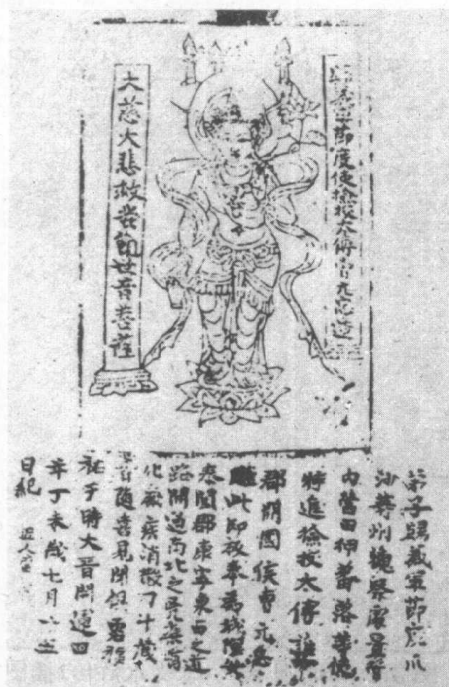 歸義軍節度使檢校太傅曹元忠造
大慈大悲救苦觀世音菩薩
弟子歸義軍節度瓜
沙等州觀察處置管
內營田押蕃落等使
特進檢校太傅譙
郡開國侯曹元忠
雕此印板奉為城隍安
泰闔郡康寧東西之道
路開通南北之兇渠順
化癘疾消散刁斗藏
音隨喜見聞俱霑福
祐于時大晉開運四
年丁未歲七月十五
日紀 匠人